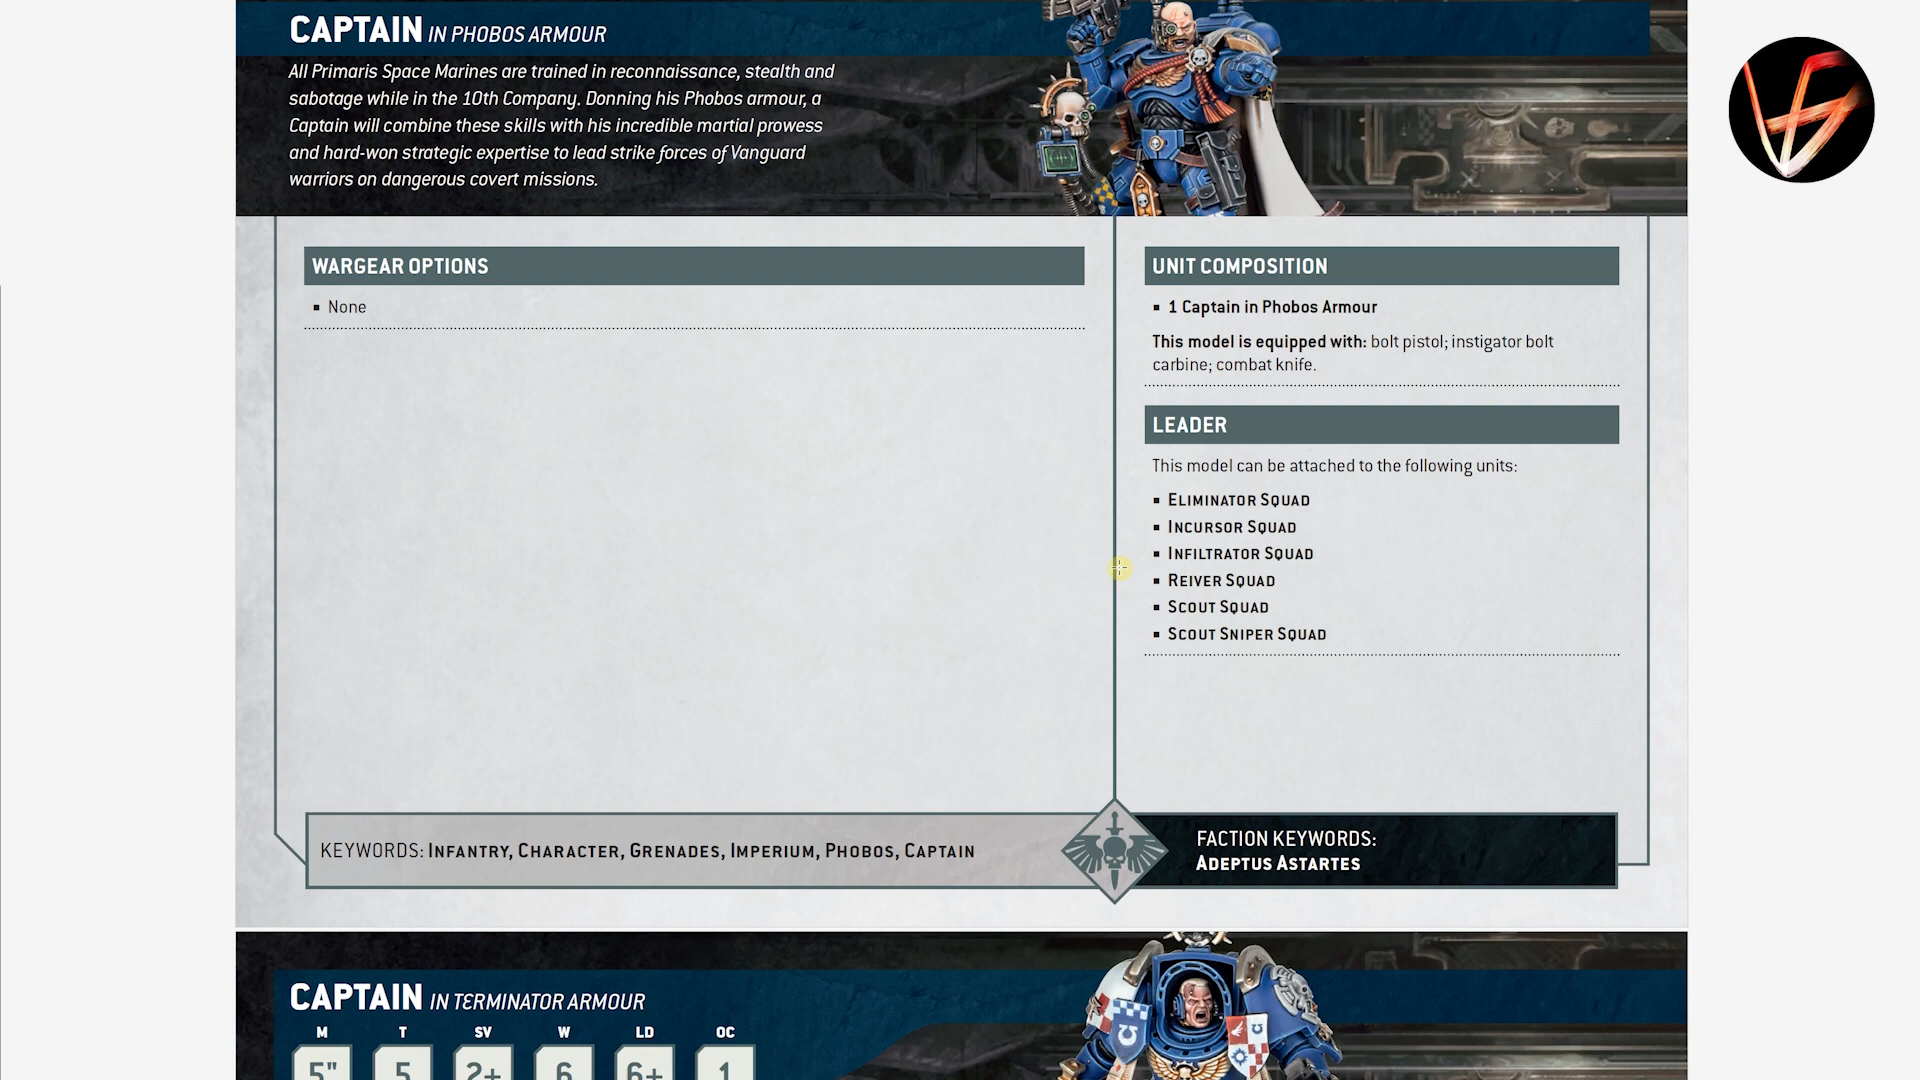 CAPTAIN IN PHOBOS ARMOUR
All Primaris Space Marines are trained in reconnaissance, stealth and
sabotage while in the 10th Company. Donning his Phobos armour, a
Captain will combine these skills with his incredible martial prowess
and hard-won strategic expertise to lead strike forces of Vanguard
warriors on dangerous covert missions.
WARGEAR OPTIONS
▪ None
UNIT COMPOSITION
▪ 1 Captain in Phobos Armour
This model is equipped with: bolt pistol; instigator bolt
carbine; combat knife.
LEADER
This model can be attached to the following units:
▪ ELIMINATOR SQUAD
▪ INCURSOR SQUAD
▪ INFILTRATOR SQUAD
▪ REIVER SQUAD
▪ SCOUT SQUAD
▪ SCOUT SNIPER SQUAD
KEYWORDS: INFANTRY, CHARACTER, GRENADES, IMPERIUM, PHOBOS, CAPTAIN
FACTION KEYWORDS:
ADEPTUS ASTARTES
CAPTAIN IN TERMINATOR ARMOUR
M T SV W LD OC
5" 5 2+ 6 6+ 1